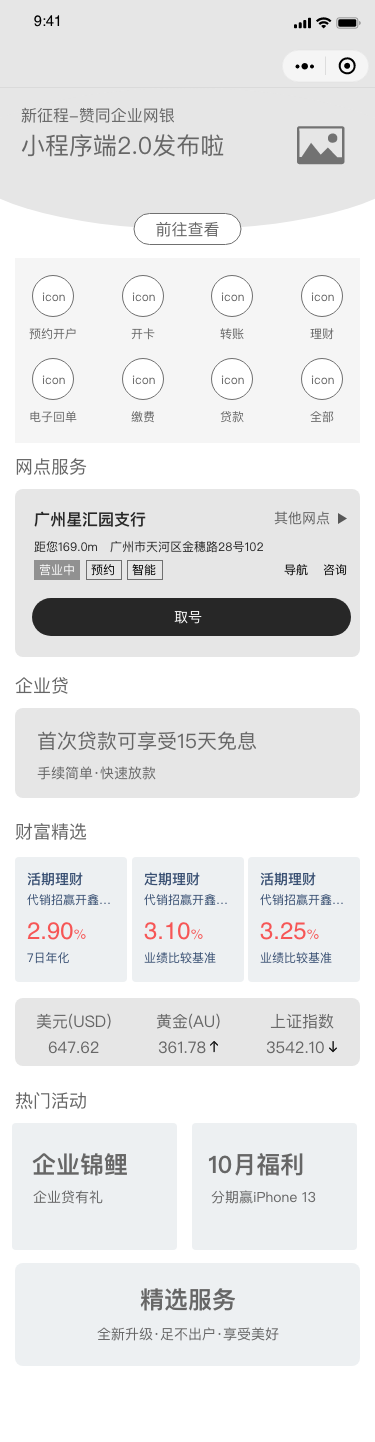 9:41
新征程-赞同企业网银
小程序端2.0发布啦
前往查看
icon icon icon icon
预约开户 开卡 转账 理财
icon icon icon icon
电子回单 缴费 贷款 全部
网点服务
广州星汇园支行 其他网点
距您169.0m 广州市天河区金穗路28号102
营业中 预约 智能 导航 咨询
取号
企业贷
首次贷款可享受15天免息
手续简单·快速放款
财富精选
活期理财 定期理财 活期理财
代销招赢开鑫... 代销招赢开鑫... 代销招赢开鑫...
2.90% 3.10% 3.25%
7日年化 业绩比较基准 业绩比较基准
美元(USD) 黄金(AU) 上证指数
647.62 361.78 3542.10
热门活动
企业锦鲤 10月福利
企业贷有礼 分期赢iPhone 13
精选服务
全新升级·足不出户·享受美好